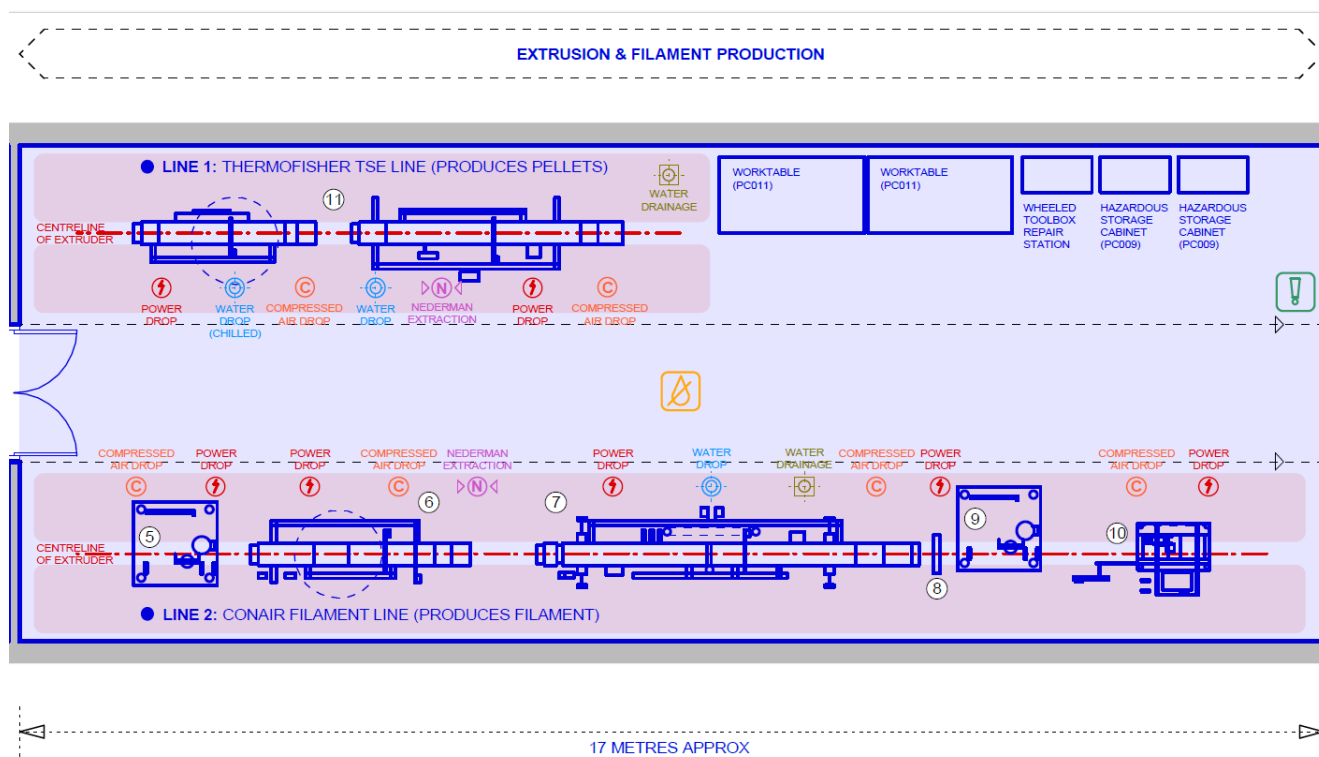 EXTRUSION & FILAMENT PRODUCTION
LINE 1: THERMOFISHER TSE LINE (PRODUCES PELLETS)
11
WATER
DRAINAGE
WORKTABLE
(PC011)
WORKTABLE
(PC011)
WHEELED
TOOLBOX
REPAIR
STATION
HAZARDOUS
STORAGE
CABINET
(PC009)
HAZARDOUS
STORAGE
CABINET
(PC009)
CENTRELINE
OF EXTRUDER
C
N
C
POWER
DROP
WATER
DROP
(CHILLED)
COMPRESSED
AIR DROP
WATER
DROP
NEDERMAN
EXTRACTION
POWER
DROP
COMPRESSED
AIR DROP
COMPRESSED
AIR DROP
POWER
DROP
POWER
DROP
COMPRESSED
AIR DROP
NEDERMAN
EXTRACTION
POWER
DROP
WATER
DROP
WATER
DRAINAGE
COMPRESSED
AIR DROP
POWER
DROP
COMPRESSED
AIR DROP
POWER
DROP
C
C
N
C
C
5
6
7
8
9
10
CENTRELINE
OF EXTRUDER
LINE 2: CONAIR FILAMENT LINE (PRODUCES FILAMENT)
17 METRES APPROX